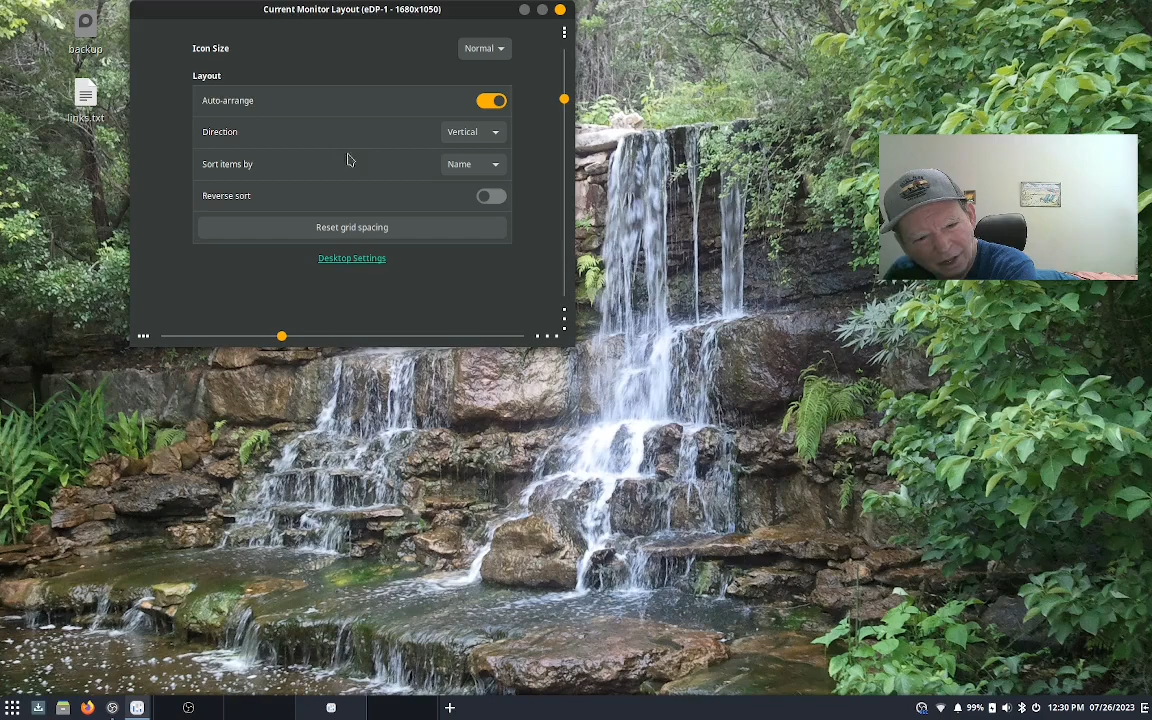 Current Monitor Layout (eDP-1 - 1680x1050)
backup
links.txt
Icon Size
Normal
Layout
Auto-arrange
Direction
Vertical
Sort items by
Name
Reverse sort
Reset grid spacing
Desktop Settings
99%
12:30 PM
07/26/2023